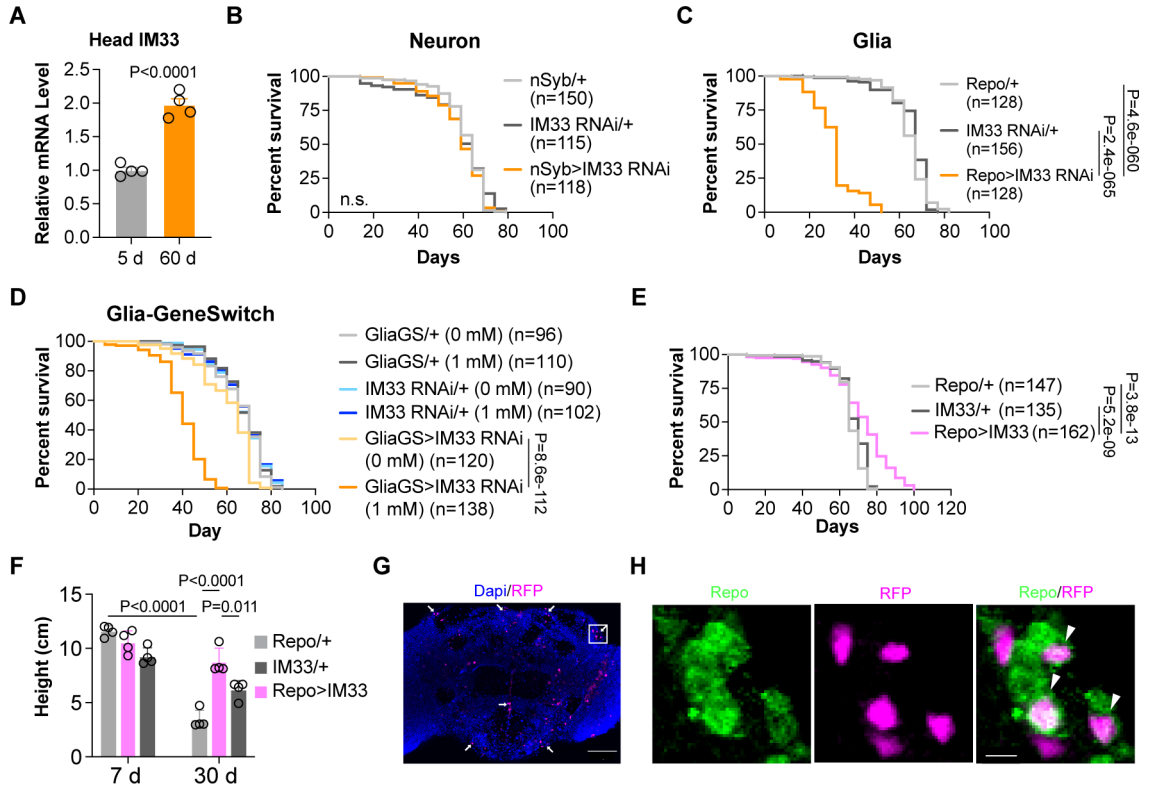 A
Head IM33
P<0.0001
Relative mRNA Level
2.5
2.0
1.5
1.0
0.5
0.0
5 d
60 d
B
Neuron
Percent survival
100
75
50
25
0
n.s.
0
20
40
60
80
100
Days
nSyb/+
(n=150)
IM33 RNAi/+
(n=115)
nSyb>IM33 RNAi
(n=118)
C
Glia
Percent survival
100
75
50
25
0
0
20
40
60
80
100
Days
Repo/+
(n=128)
IM33 RNAi/+
(n=156)
Repo>IM33 RNAi
(n=128)
P=4.6e-060
P=2.4e-065
D
Glia-GeneSwitch
Percent survival
100
80
60
40
20
0
0
20
40
60
80
100
Day
GliaGS/+ (0 mM) (n=96)
GliaGS/+ (1 mM) (n=110)
IM33 RNAi/+ (0 mM) (n=90)
IM33 RNAi/+ (1 mM) (n=102)
GliaGS>IM33 RNAi
(0 mM) (n=120)
GliaGS>IM33 RNAi
(1 mM) (n=138)
P=8.6e-112
E
Percent survival
100
75
50
25
0
0
20
40
60
80
100
120
Days
Repo/+ (n=147)
IM33/+ (n=135)
Repo>IM33 (n=162)
P=3.8e-13
P=5.2e-09
F
P<0.0001
P<0.0001
P=0.011
Height (cm)
15
10
5
0
7 d
30 d
Repo/+
IM33/+
Repo>IM33
G
Dapi/RFP
H
Repo
RFP
Repo/RFP